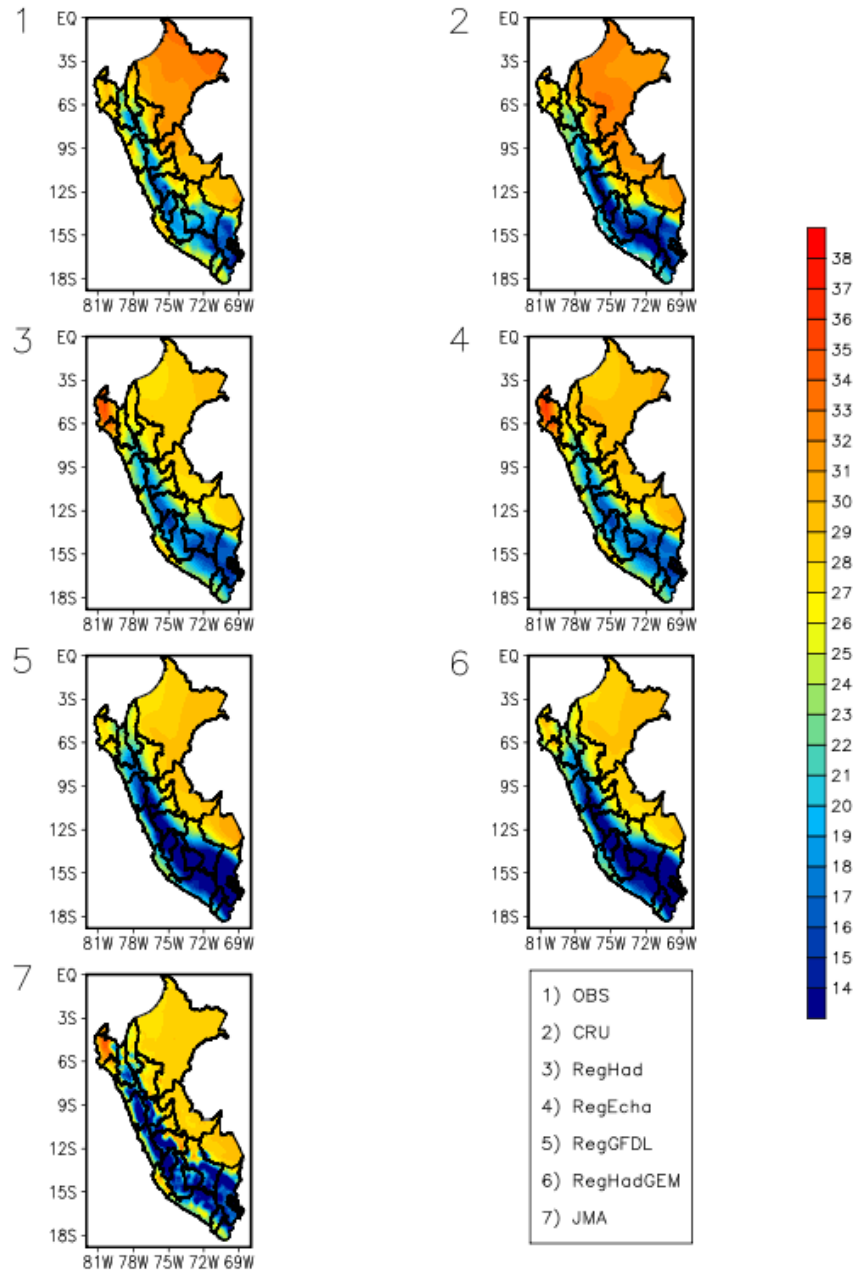 1
EQ
3S
6S
9S
12S
15S
18S
81W 78W 75W 72W 69W
2
EQ
3S
6S
9S
12S
15S
18S
81W 78W 75W 72W 69W
3
EQ
3S
6S
9S
12S
15S
18S
81W 78W 75W 72W 69W
4
EQ
3S
6S
9S
12S
15S
18S
81W 78W 75W 72W 69W
5
EQ
3S
6S
9S
12S
15S
18S
81W 78W 75W 72W 69W
6
EQ
3S
6S
9S
12S
15S
18S
81W 78W 75W 72W 69W
7
EQ
3S
6S
9S
12S
15S
18S
81W 78W 75W 72W 69W
1) OBS
2) CRU
3) RegHad
4) RegEcha
5) RegGFDL
6) RegHadGEM
7) JMA
38
37
36
35
34
33
32
31
30
29
28
27
26
25
24
23
22
21
20
19
18
17
16
15
14